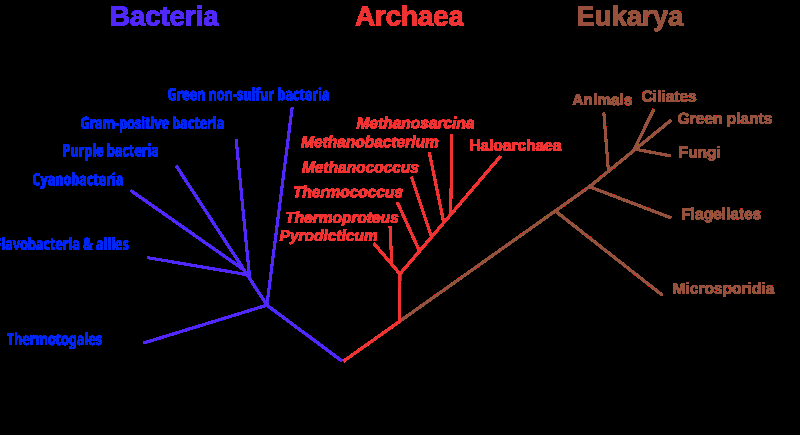 Bacteria
Archaea
Eukarya
Green non-sulfur bacteria
Gram-positive bacteria
Purple bacteria
Cyanobacteria
Flavobacteria & allies
Thermotogales
Methanosarcina
Methanobacterium
Haloarchaea
Methanococcus
Thermococcus
Thermoproteus
Pyrodicticum
Animals
Ciliates
Green plants
Fungi
Flagellates
Microsporidia